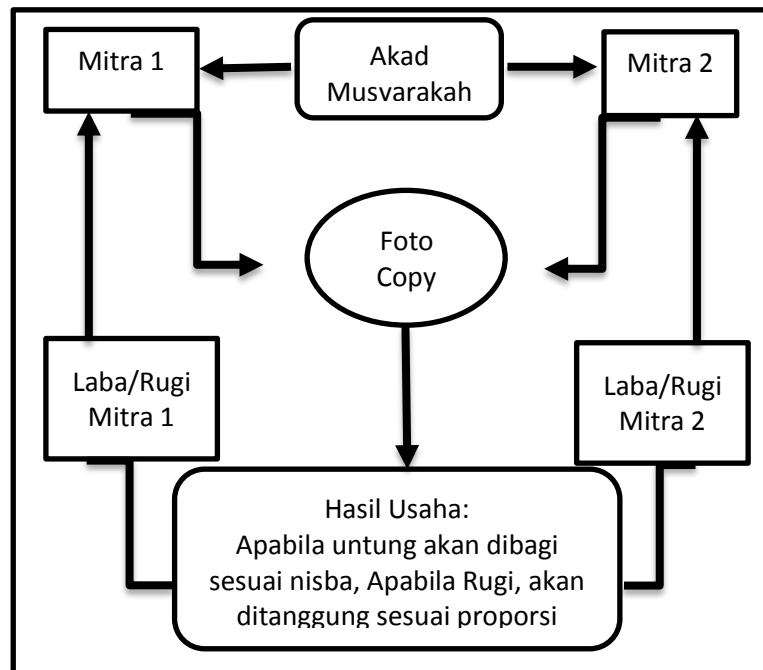 Mitra 1
Akad
Musvarakah
Mitra 2
Foto
Copy
Laba/Rugi
Mitra 1
Laba/Rugi
Mitra 2
Hasil Usaha:
Apabila untung akan dibagi
sesuai nisba, Apabila Rugi, akan
ditanggung sesuai proporsi